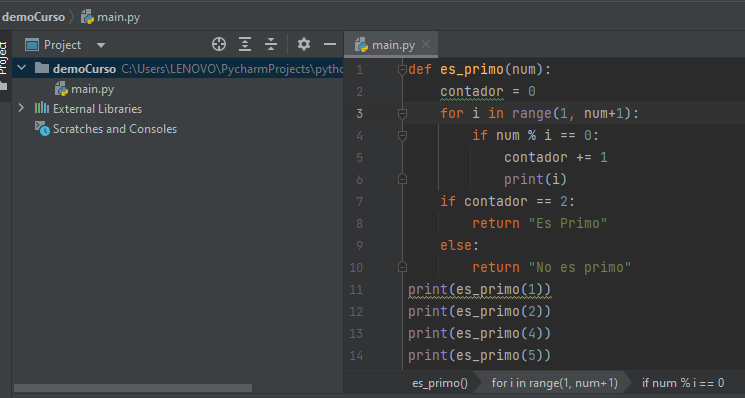 demoCurso main.py
Project
Project
main.py
demoCurso C:\Users\LENOVO\PycharmProjects\pytho
main.py
External Libraries
Scratches and Consoles
1 def es_primo(num):
2 contador = 0
3 for i in range(1, num+1):
4 if num % i == 0:
5 contador += 1
6 print(i)
7 if contador == 2:
8 return "Es Primo"
9 else:
10 return "No es primo"
11 print(es_primo(1))
12 print(es_primo(2))
13 print(es_primo(4))
14 print(es_primo(5))
es_primo() for i in range(1, num+1) if num % i == 0